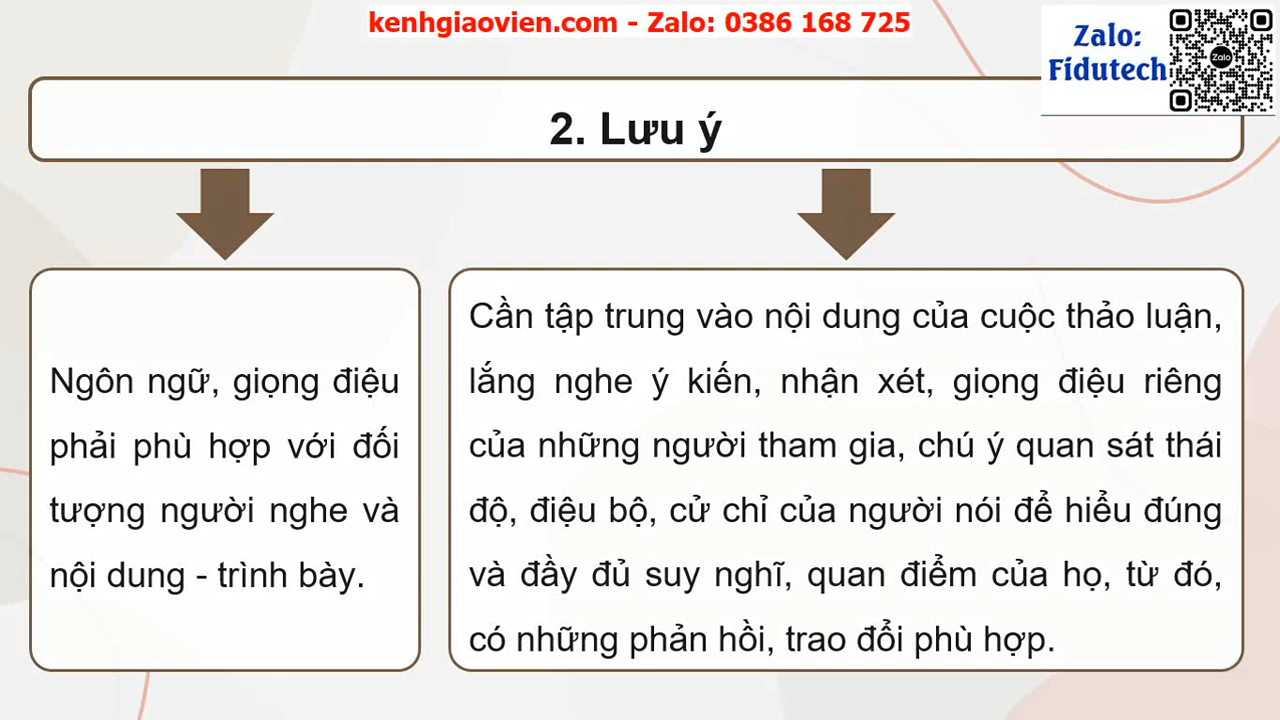 kenhgiaovien.com - Zalo: 0386 168 725
Zalo:
Fidutech
Zalo
2. Lưu ý
Ngôn ngữ, giọng điệu
phải phù hợp với đối
tượng người nghe và
nội dung - trình bày.
Cần tập trung vào nội dung của cuộc thảo luận,
lắng nghe ý kiến, nhận xét, giọng điệu riêng
của những người tham gia, chú ý quan sát thái
độ, điệu bộ, cử chỉ của người nói để hiểu đúng
và đầy đủ suy nghĩ, quan điểm của họ, từ đó,
có những phản hồi, trao đổi phù hợp.